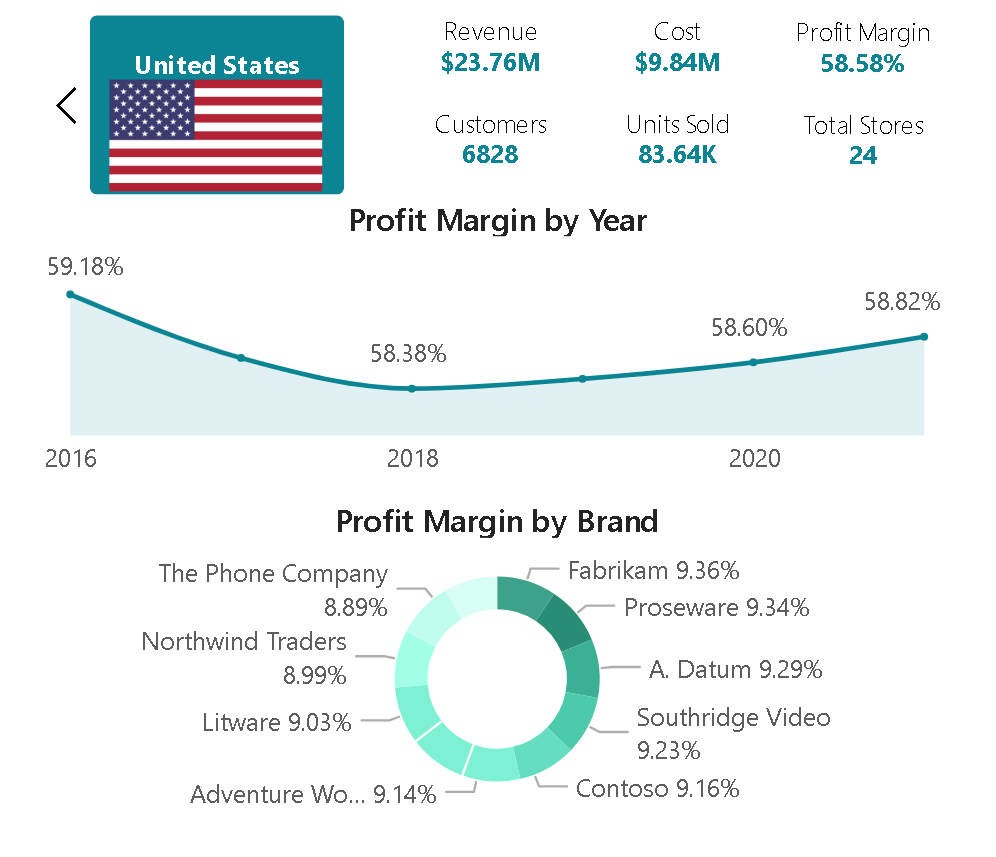 United States
Revenue
$23.76M
Cost
$9.84M
Profit Margin
58.58%
Customers
6828
Units Sold
83.64K
Total Stores
24
Profit Margin by Year
59.18%
58.38%
58.60%
58.82%
2016
2018
2020
Profit Margin by Brand
The Phone Company
8.89%
Fabrikam 9.36%
Proseware 9.34%
Northwind Traders
8.99%
A. Datum 9.29%
Litware 9.03%
Southridge Video
9.23%
Adventure Wo... 9.14%
Contoso 9.16%